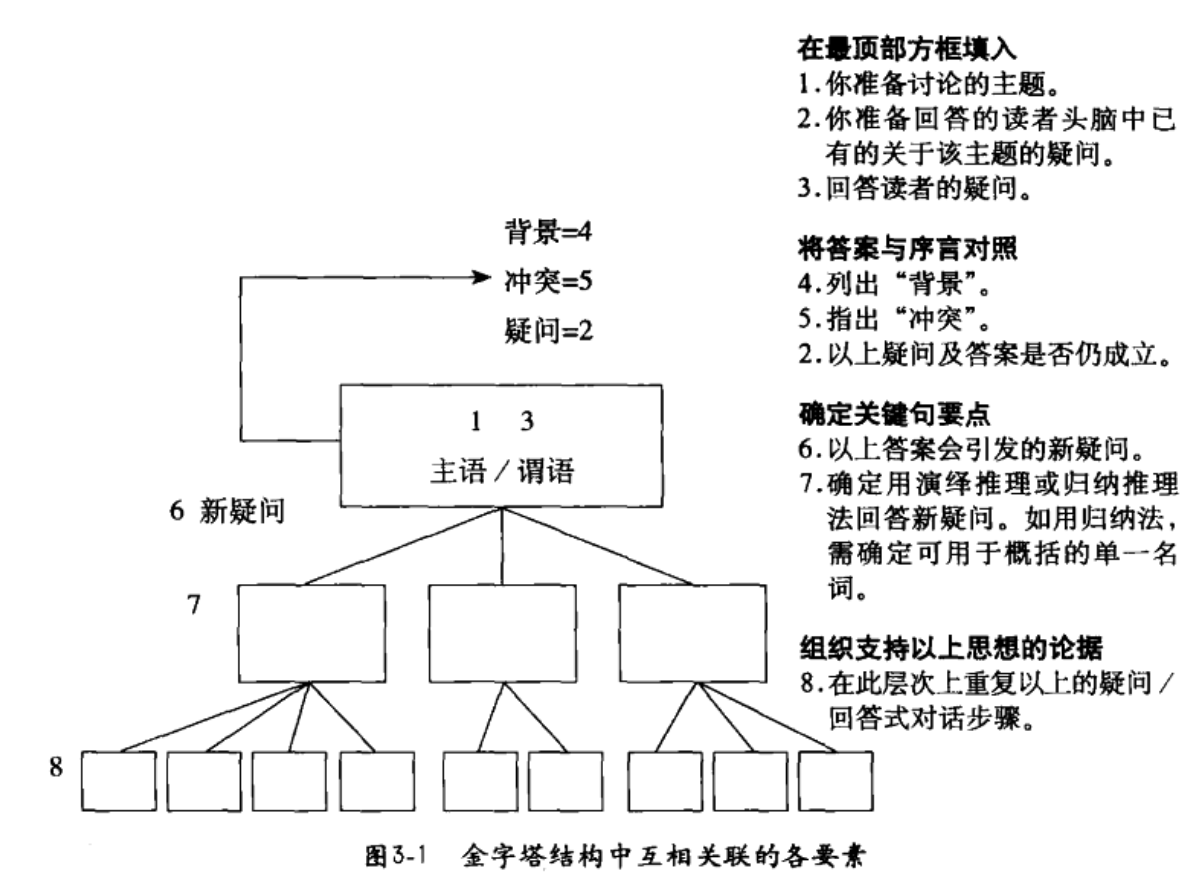 在最顶部方框填入
1.你准备讨论的主题。
2.你准备回答的读者头脑中已
有的关于该主题的疑问。
3.回答读者的疑问。
背景=4
冲突=5
疑问=2
将答案与序言对照
4.列出“背景”。
5.指出“冲突”。
2.以上疑问及答案是否仍成立。
1 3
主语/谓语
6 新疑问
7
8
确定关键句要点
6.以上答案会引发的新疑问。
7.确定用演绎推理或归纳推理
法回答新疑问。如用归纳法，
需确定可用于概括的单一名
词。
组织支持以上思想的论据
8.在此层次上重复以上的疑问/
回答式对话步骤。
图3-1 金字塔结构中互相关联的各要素